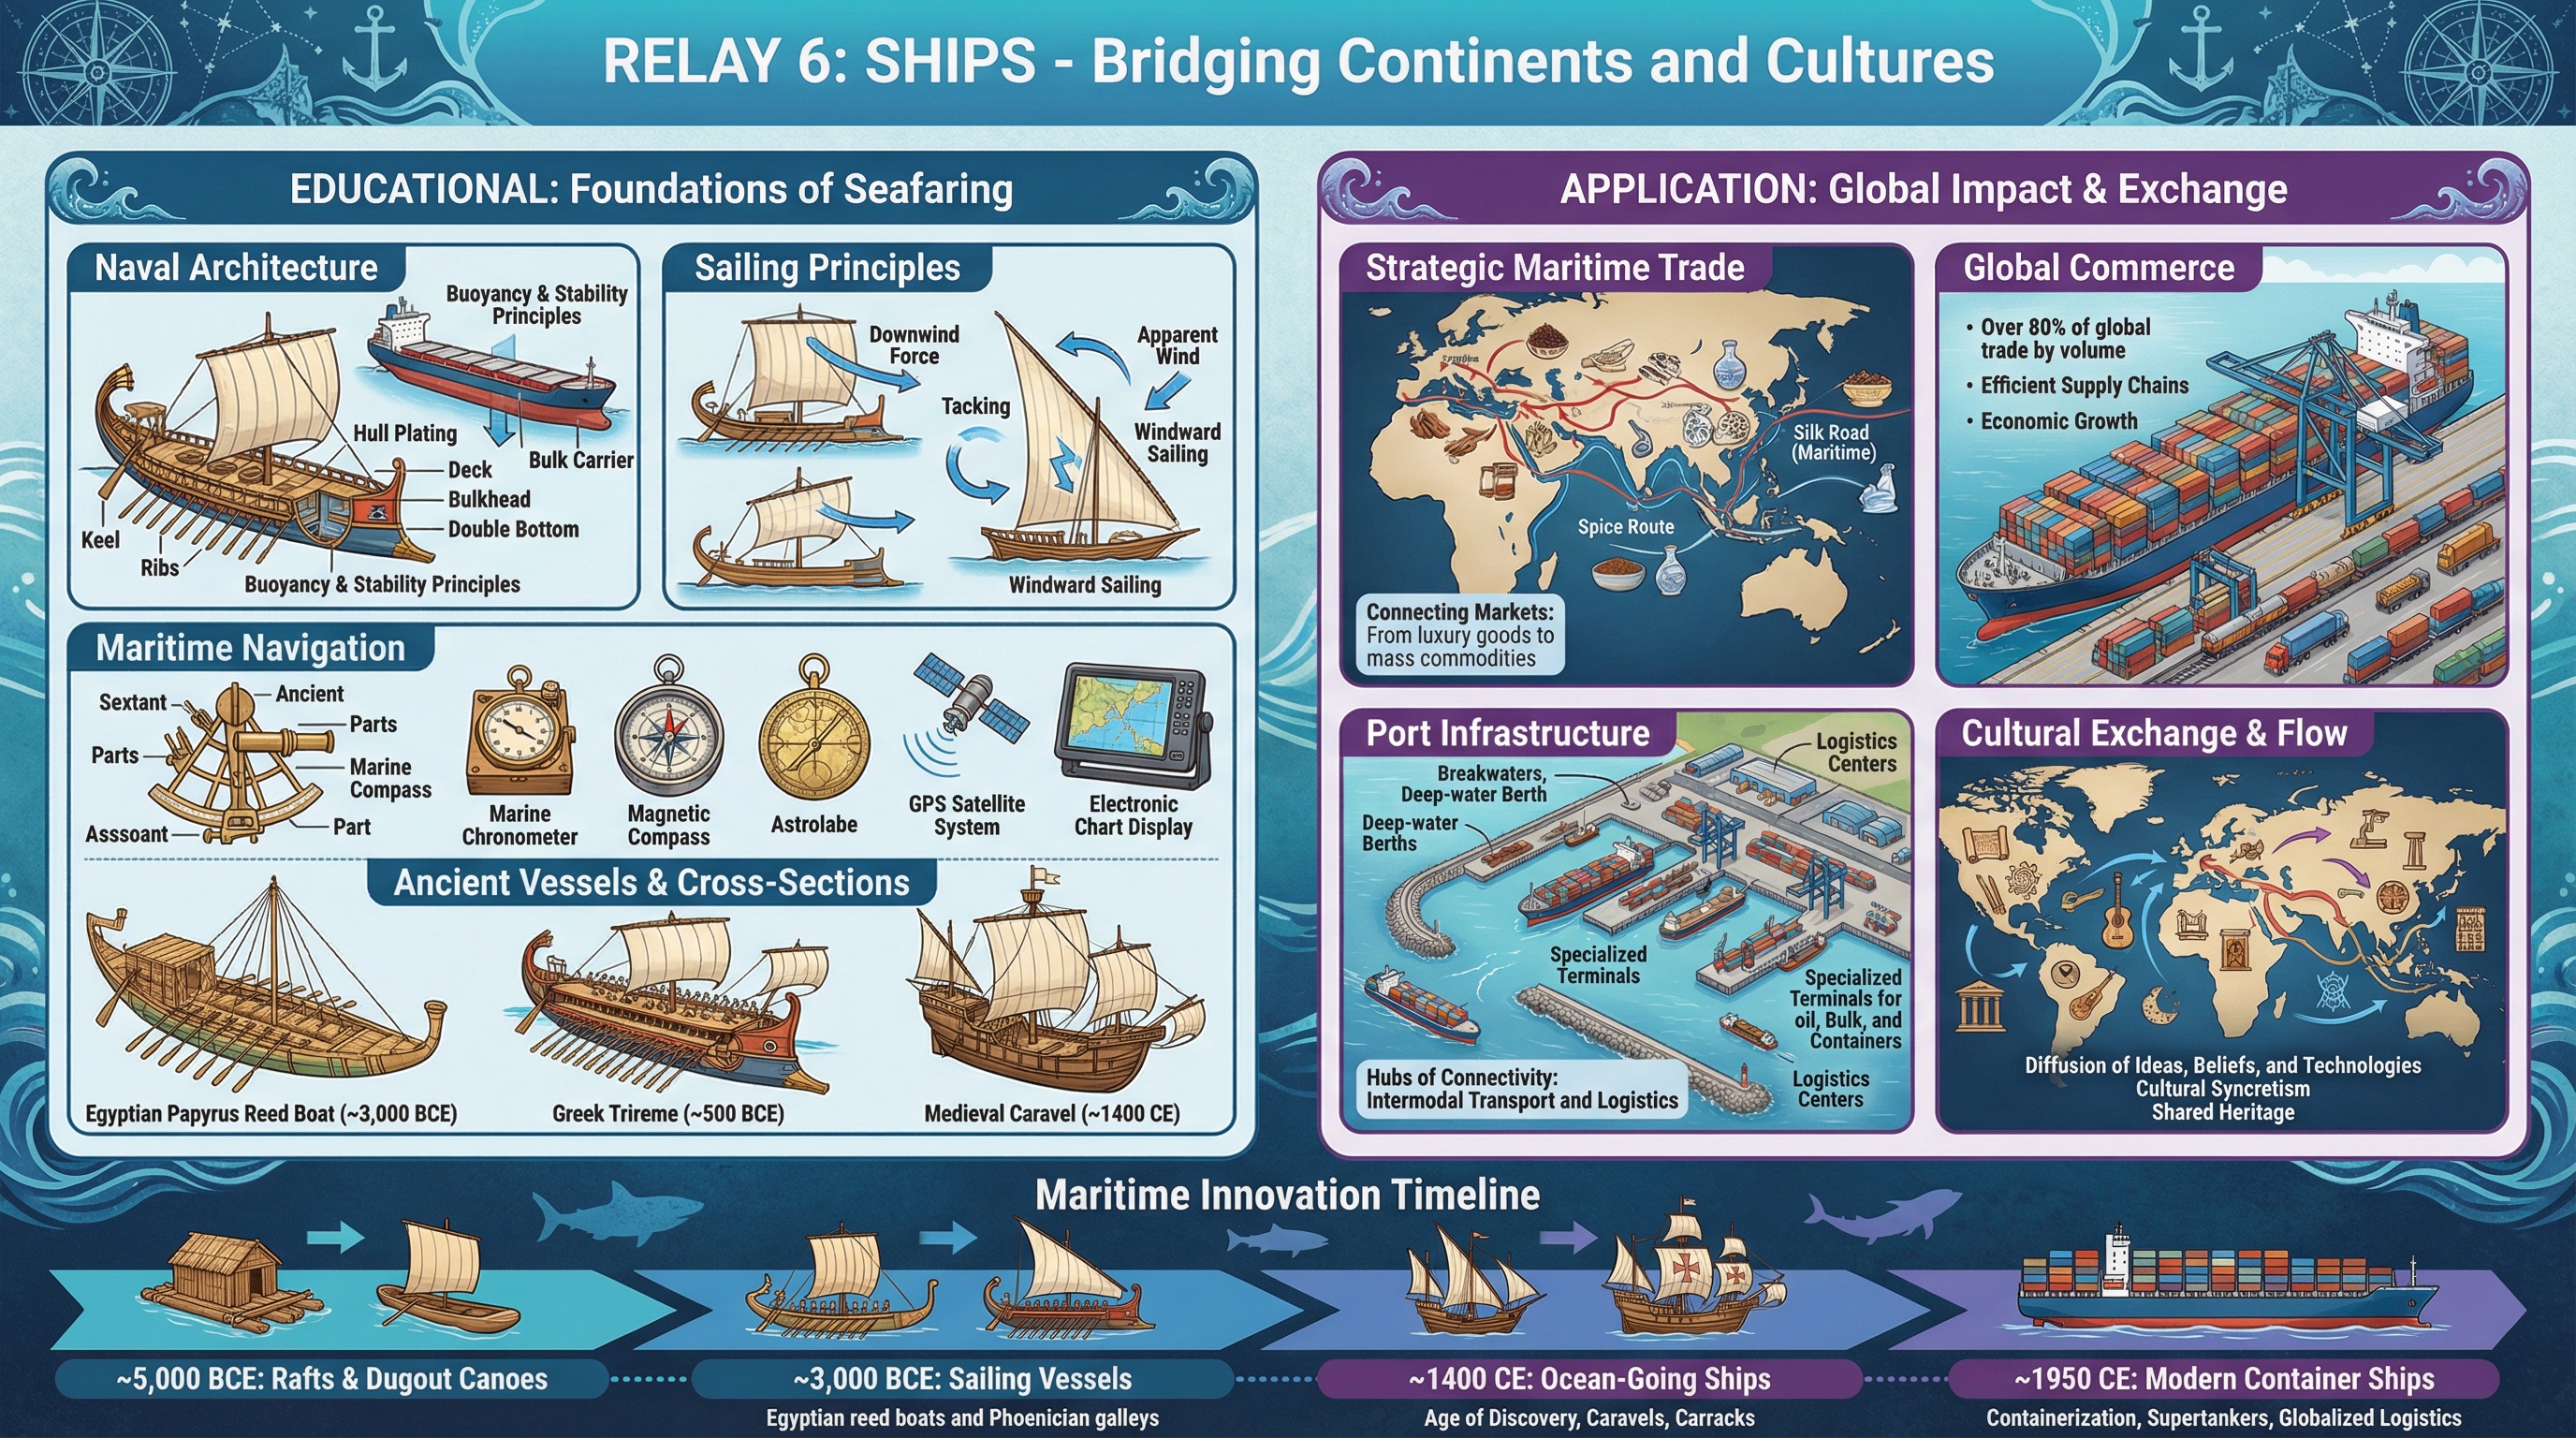 RELAY 6: SHIPS - Bridging Continents and Cultures
EDUCATIONAL: Foundations of Seafaring
Naval Architecture
Buoyancy & Stability
Principles
Hull Plating
Bulk Carrier
Deck
Bulkhead
Double Bottom
Keel
Ribs
Buoyancy & Stability Principles
Sailing Principles
Downwind
Force
Apparent
Wind
Tacking
Windward
Sailing
Windward Sailing
Maritime Navigation
Sextant
Ancient
Parts
Parts
Marine
Compass
Asssoant
Part
Marine
Chronometer
Magnetic
Compass
Astrolabe
GPS Satellite
System
Electronic
Chart Display
Ancient Vessels & Cross-Sections
Egyptian Papyrus Reed Boat (~3,000 BCE)
Greek Trireme (~500 BCE)
Medieval Caravel (~1400 CE)
APPLICATION: Global Impact & Exchange
Strategic Maritime Trade
Silk Road
(Maritime)
Spice Route
Connecting Markets:
From luxury goods to
mass commodities
Global Commerce
• Over 80% of global
trade by volume
• Efficient Supply Chains
• Economic Growth
Port Infrastructure
Logistics
Centers
Breakwaters,
Deep-water Berth
Deep-water
Berths
Specialized
Terminals
Specialized
Terminals for
oil, Bulk, and
Containers
Logistics
Centers
Hubs of Connectivity:
Intermodal Transport and Logistics
Cultural Exchange & Flow
Diffusion of Ideas, Beliefs, and Technologies
Cultural Syncretism
Shared Heritage
Maritime Innovation Timeline
~5,000 BCE: Rafts & Dugout Canoes
~3,000 BCE: Sailing Vessels
Egyptian reed boats and Phoenician galleys
~1400 CE: Ocean-Going Ships
Age of Discovery, Caravels, Carracks
~1950 CE: Modern Container Ships
Containerization, Supertankers, Globalized Logistics